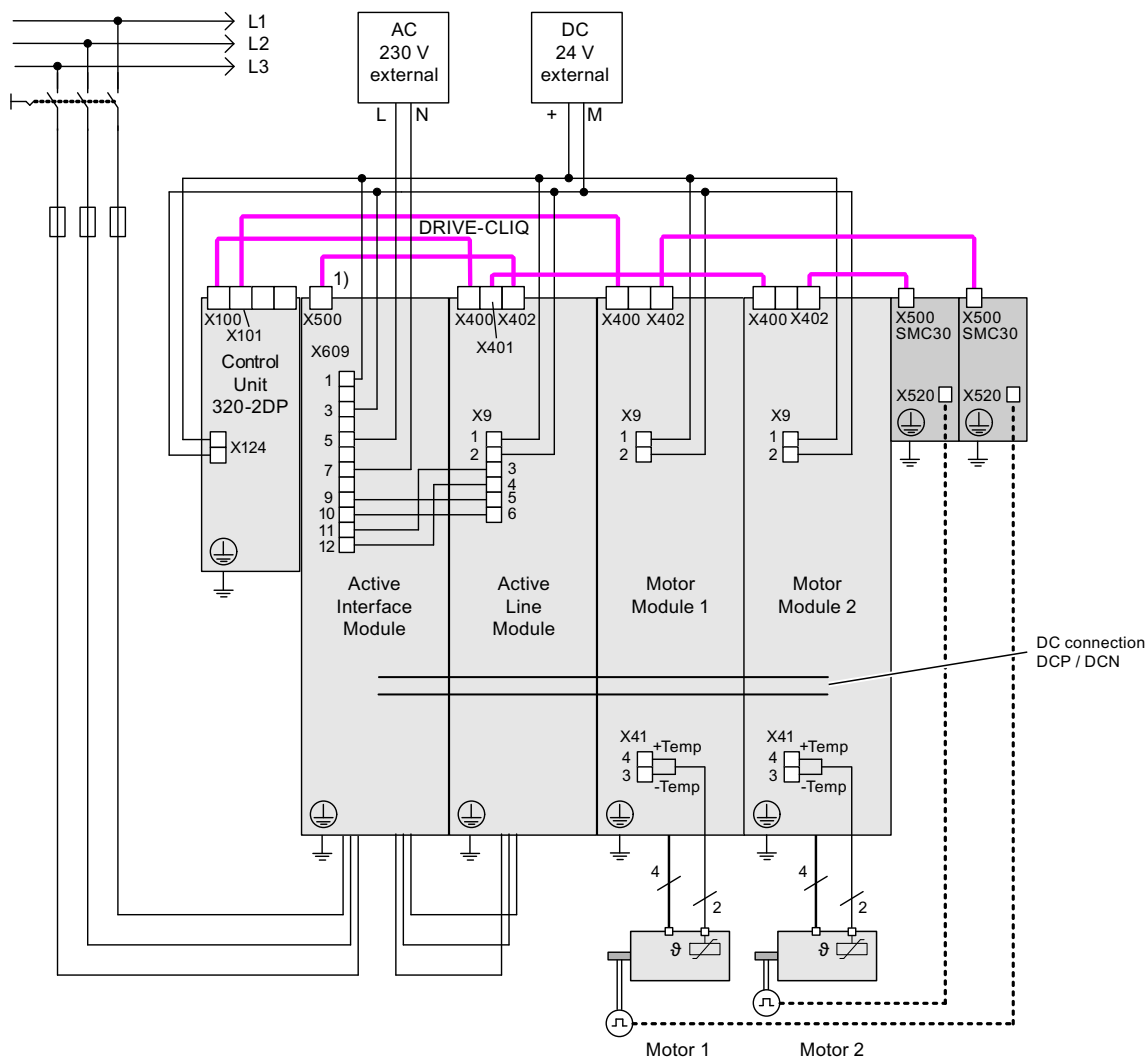 L1
L2
L3
AC
230 V
external
DC
24 V
external
L N
+ M
DRIVE-CLIQ
1)
X100
X101
Control
Unit
320-2DP
X124
X500
X609
1
3
5
7
9
10
11
12
Active
Interface
Module
X400 X402
X401
X9
1
2
3
4
5
6
Active
Line
Module
X400 X402
X9
1
2
Motor
Module 1
X400 X402
X9
1
2
Motor
Module 2
X500
SMC30
X520
X500
SMC30
X520
DC connection
DCP / DCN
X41
4 +Temp
3 -Temp
X41
4 +Temp
3 -Temp
4
2
4
2
ϑ
ϑ
Motor 1
Motor 2